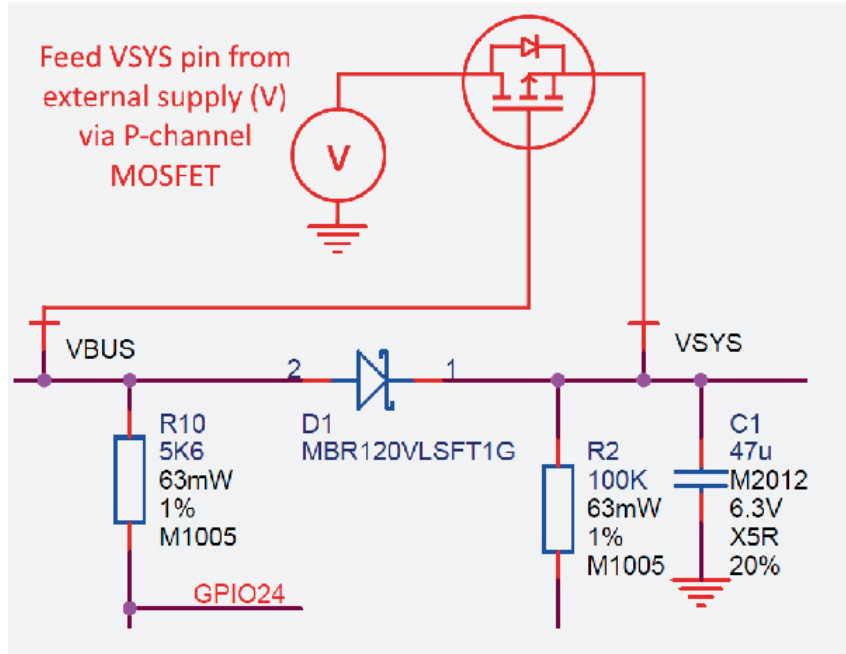 Feed VSYS pin from
external supply (V)
via P-channel
MOSFET
V
VBUS
VSYS
2
1
R10
5K6
63mW
1%
M1005
D1
MBR120VLSFT1G
R2
100K
63mW
1%
M1005
C1
47u
M2012
6.3V
X5R
20%
GPIO24